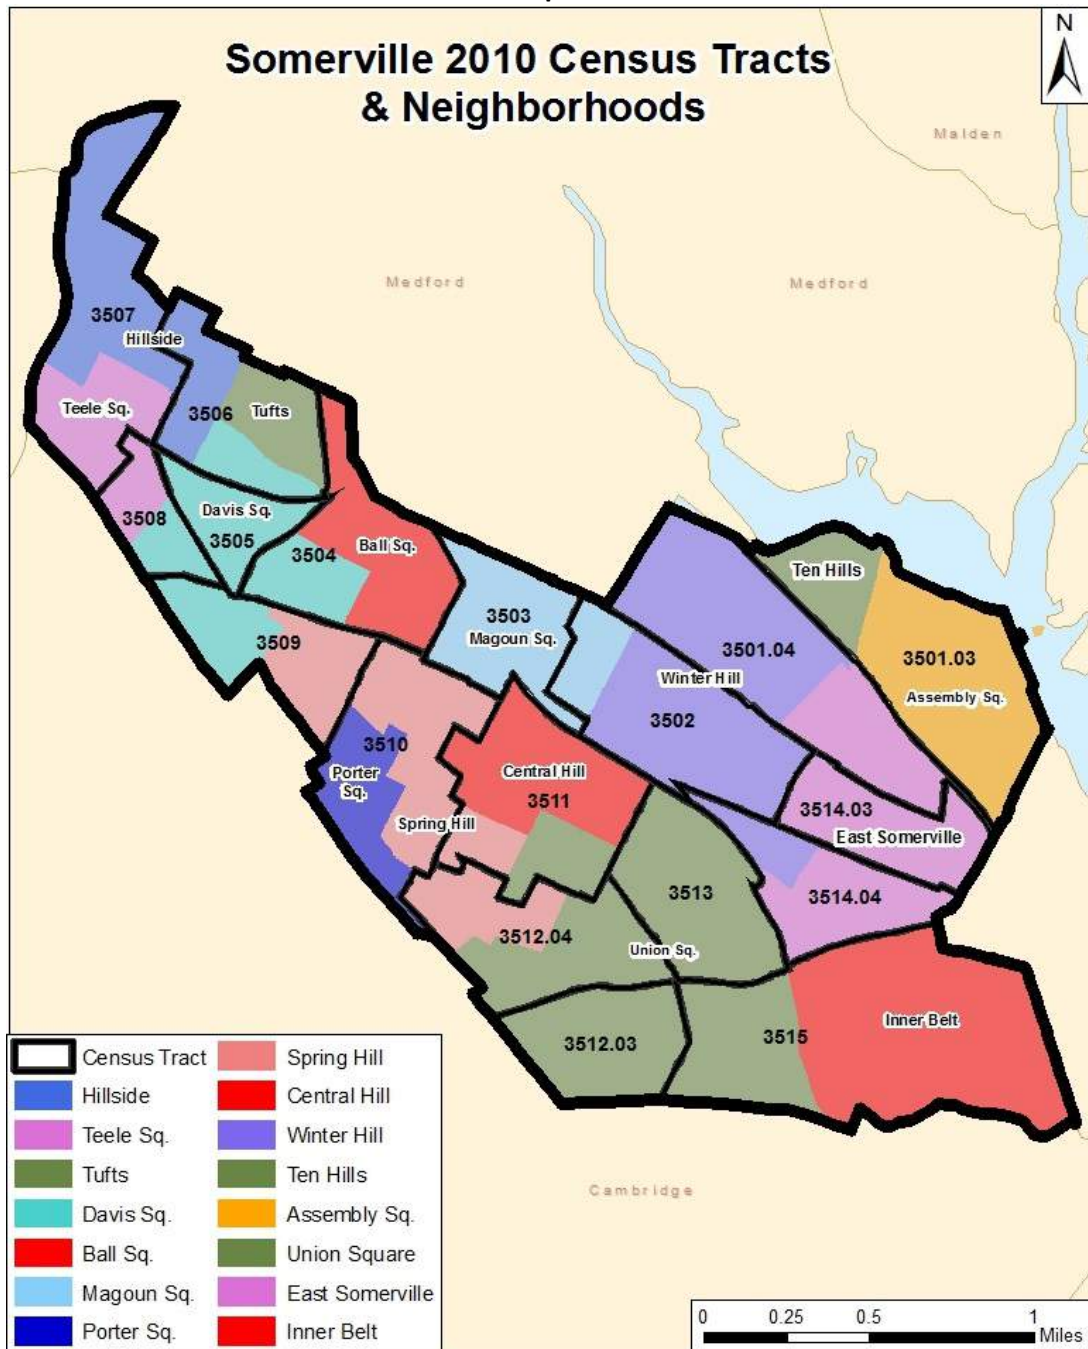 Somerville 2010 Census Tracts
& Neighborhoods
N
Malden
Medford
Medford
3507
Hillside
Teele Sq.
3506
Tufts
3508
Davis Sq.
3505
3504
Ball Sq.
Ten Hills
3503
Magoun Sq.
3509
3501.04
3501.03
Winter Hill
Assembly Sq.
3502
3510
Porter
Sq.
Central Hill
3511
Spring Hill
3514.03
East Somerville
3513
3514.04
3512.04
Union Sq.
Inner Belt
3512.03
3515
Cambridge
Census Tract
Hillside
Teele Sq.
Tufts
Davis Sq.
Ball Sq.
Magoun Sq.
Porter Sq.
Spring Hill
Central Hill
Winter Hill
Ten Hills
Assembly Sq.
Union Square
East Somerville
Inner Belt
0 0.25 0.5 1
Miles